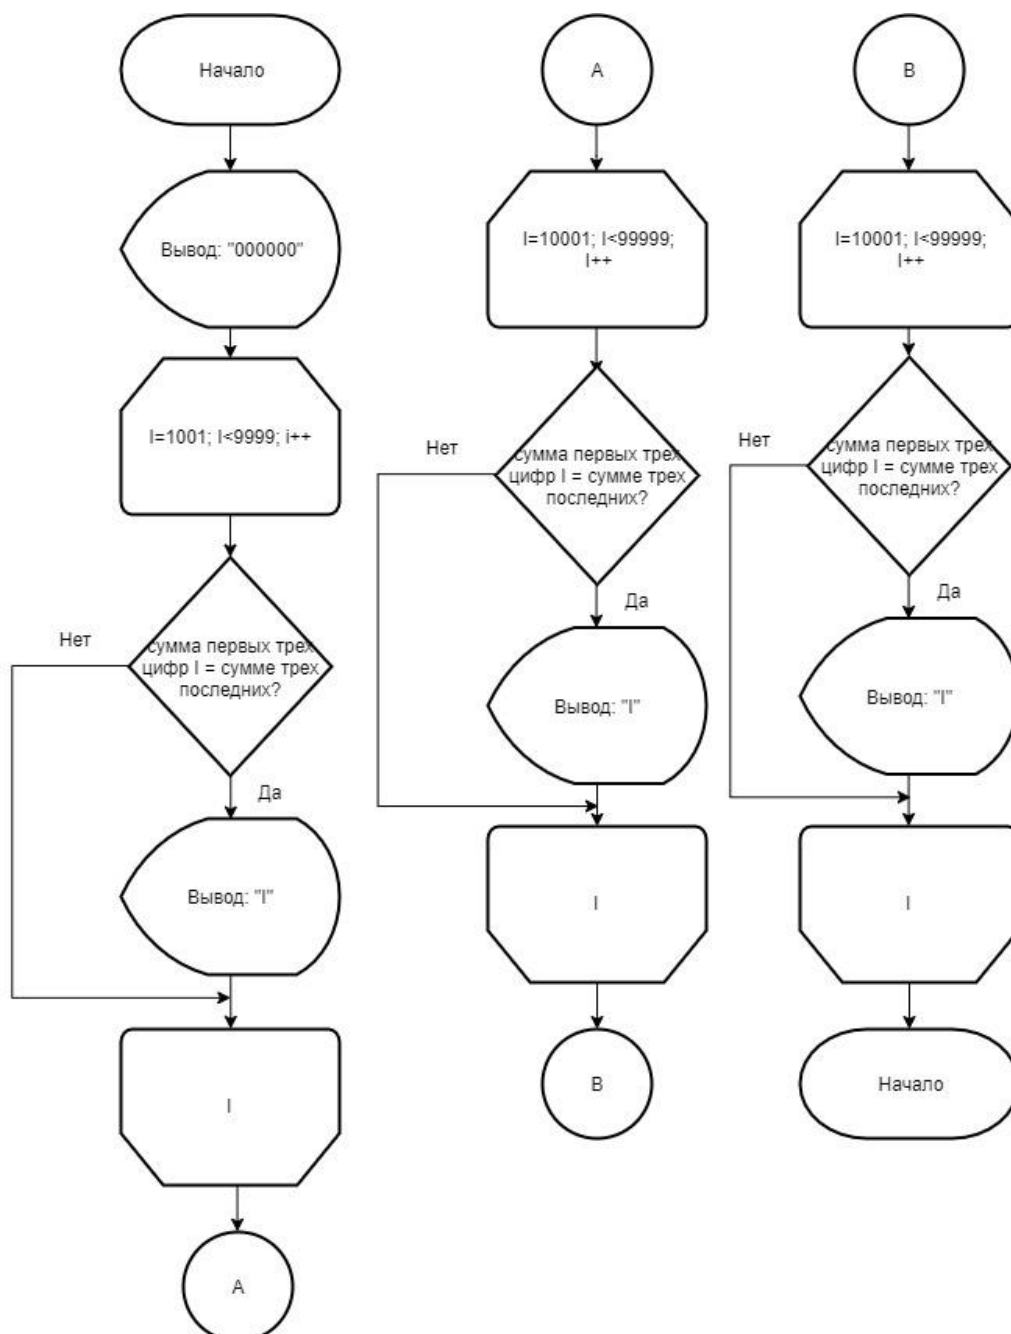 Начало
Вывод: "000000"
I=1001; I<9999; i++
Нет
сумма первых трех
цифр I = сумме трех
последних?
Да
Вывод: "I"
I
A
A
I=10001; I<99999;
I++
Нет
сумма первых трех
цифр I = сумме трех
последних?
Да
Вывод: "I"
I
B
B
I=10001; I<99999;
I++
Нет
сумма первых трех
цифр I = сумме трех
последних?
Да
Вывод: "I"
I
Начало